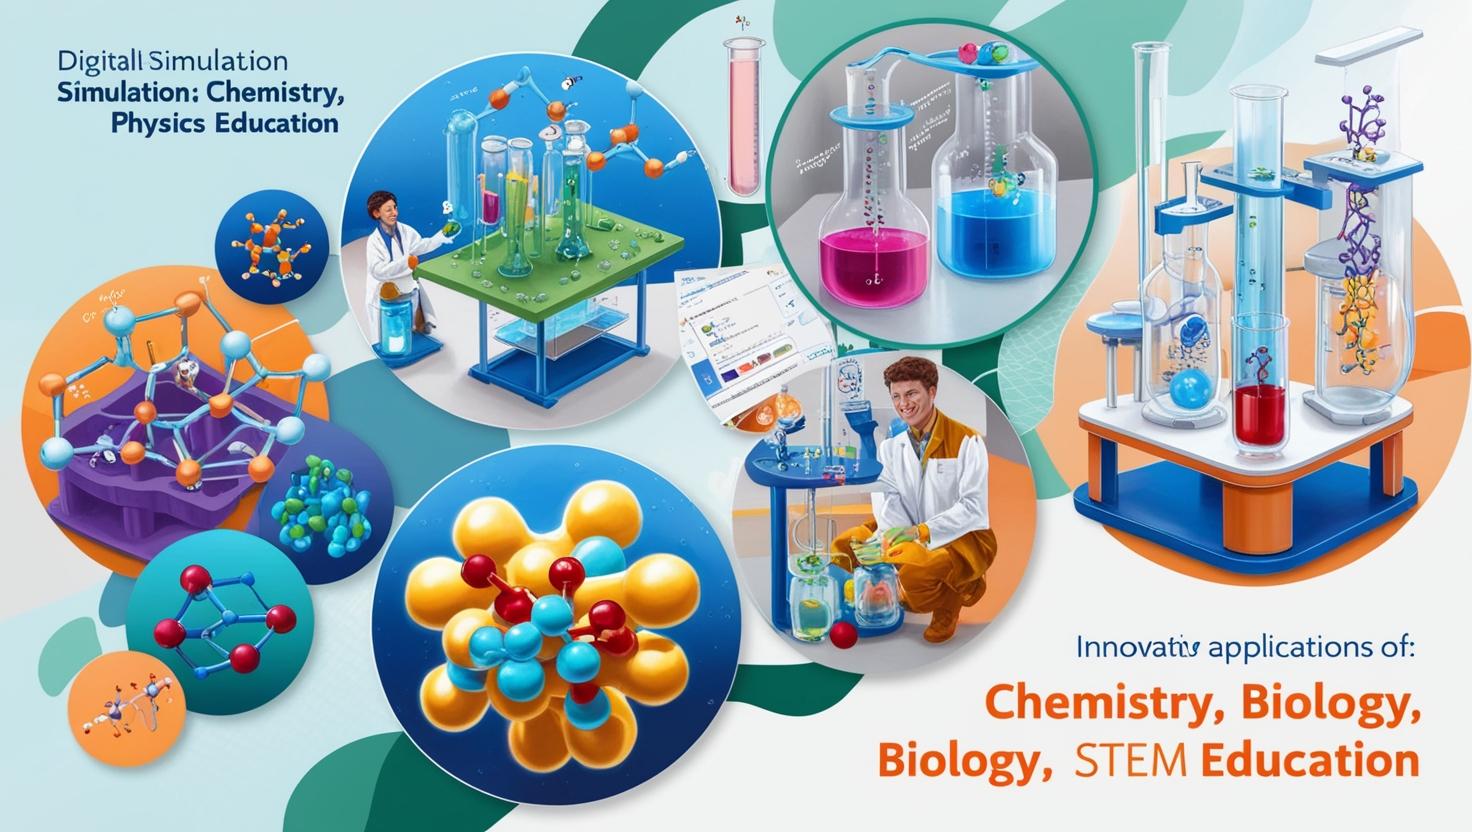 Digitall Simulation
Simulation: Chemistry,
Physics Education
Innovativ applications of:
Chemistry, Biology,
Biology, STEM Education